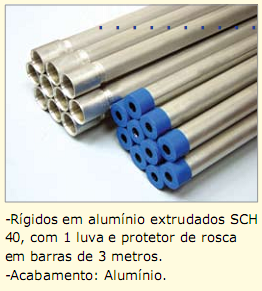 -Rígidos em alumínio extrudados SCH
40, com 1 luva e protetor de rosca
em barras de 3 metros.
-Acabamento: Alumínio.